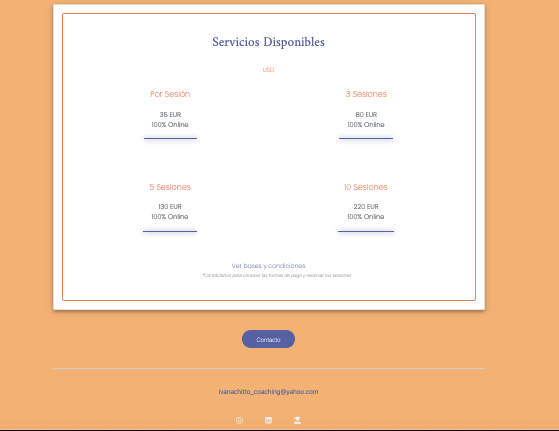 Servicios Disponibles
USD
Por Sesión
3 Sesiones
35 EUR
80 EUR
100% Online
100% Online
5 Sesiones
10 Sesiones
130 EUR
220 EUR
100% Online
100% Online
Ver bases y condiciones
*Contáctanos para conocer las formas de pago y reservar tus sesiones
Contacto
ivanachitto_coaching@yahoo.com